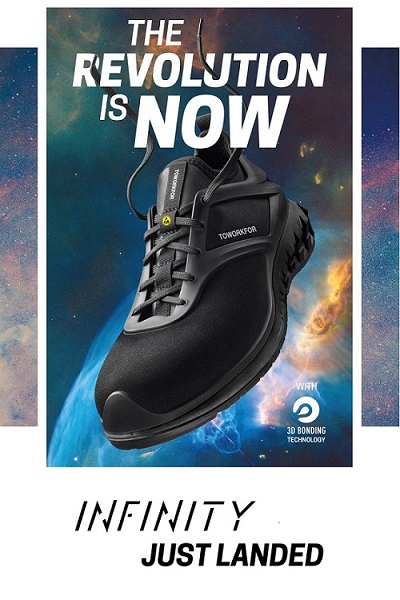 THE
REVOLUTION
IS NOW
TOWORKFOR
TOWORKFOR
WITH
3D BONDING
TECHNOLOGY
INFINITY
JUST LANDED